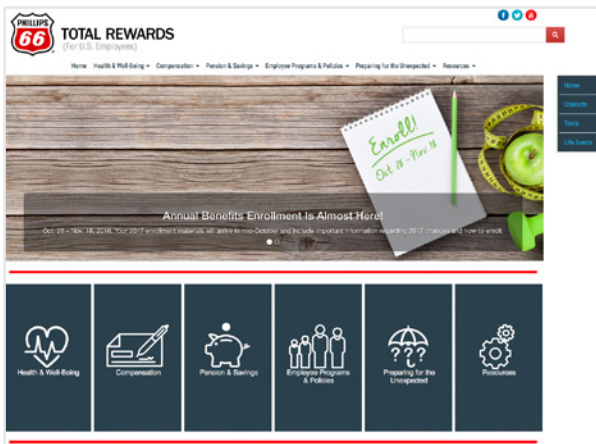 PHILLIPS
66
TOTAL REWARDS
(For U.S. Employees)
Home Health & Well-Being Compensation Pension & Savings Employee Programs & Policies Preparing for the Unexpected Resources
Home
Contacts
Tools
Life Events
Enroll!
Oct. 28 - Nov 18
Annual Benefits Enrollment Is Almost Here!
Oct. 28 – Nov. 18, 2016. Your 2017 enrollment materials will arrive in mid-October and include important information regarding 2017 changes and how to enroll.
Health & Well-Being
Compensation
Pension & Savings
Employee Programs
& Policies
???
Preparing for the
Unexpected
Resources